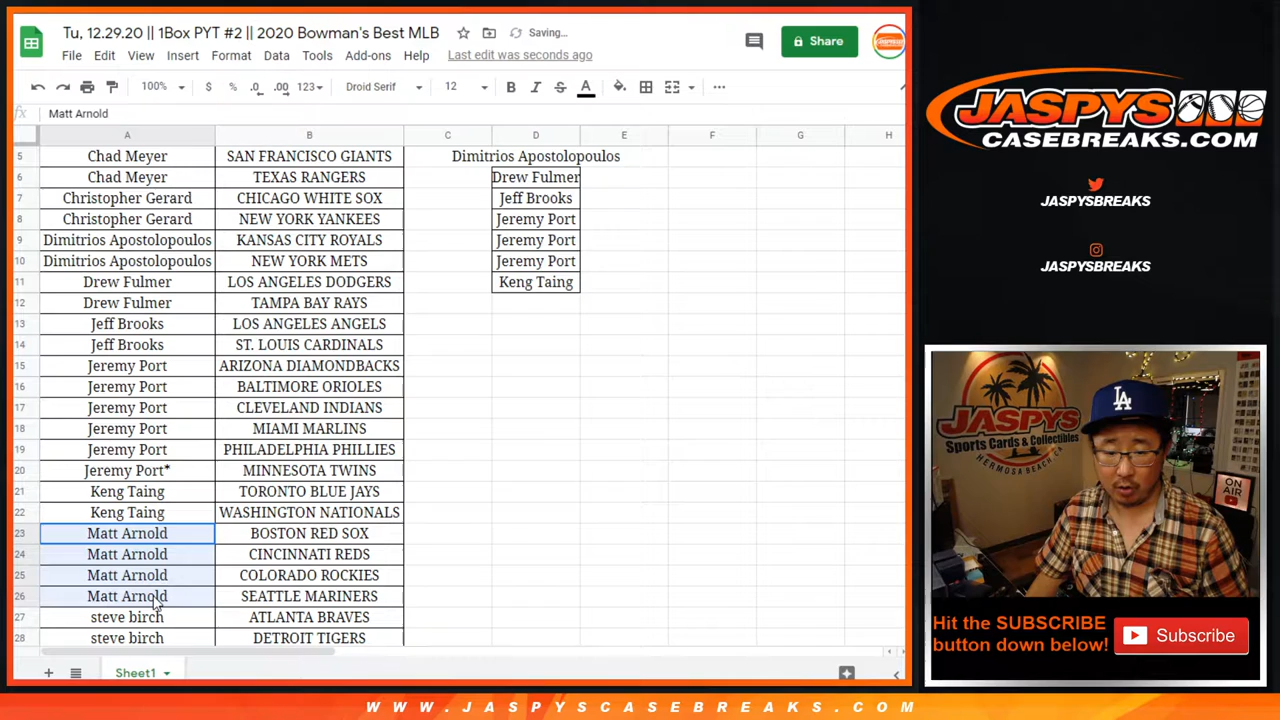 Tu, 12.29.20 || 1Box PYT #2 || 2020 Bowman's Best MLB
Saving...
File Edit View Insert Format Data Tools Add-ons Help Last edit was seconds ago
Share
100% $ % .0 .00 123 Droid Serif 12 B I S A
fx Matt Arnold
A B C D E F G H
5 Chad Meyer SAN FRANCISCO GIANTS Dimitrios Apostolopoulos
6 Chad Meyer TEXAS RANGERS Drew Fulmer
7 Christopher Gerard CHICAGO WHITE SOX Jeff Brooks
8 Christopher Gerard NEW YORK YANKEES Jeremy Port
9 Dimitrios Apostolopoulos KANSAS CITY ROYALS Jeremy Port
10 Dimitrios Apostolopoulos NEW YORK METS Jeremy Port
11 Drew Fulmer LOS ANGELES DODGERS Keng Taing
12 Drew Fulmer TAMPA BAY RAYS
13 Jeff Brooks LOS ANGELES ANGELS
14 Jeff Brooks ST. LOUIS CARDINALS
15 Jeremy Port ARIZONA DIAMONDBACKS
16 Jeremy Port BALTIMORE ORIOLES
17 Jeremy Port CLEVELAND INDIANS
18 Jeremy Port MIAMI MARLINS
19 Jeremy Port PHILADELPHIA PHILLIES
20 Jeremy Port* MINNESOTA TWINS
21 Keng Taing TORONTO BLUE JAYS
22 Keng Taing WASHINGTON NATIONALS
23 Matt Arnold BOSTON RED SOX
24 Matt Arnold CINCINNATI REDS
25 Matt Arnold COLORADO ROCKIES
26 Matt Arnold SEATTLE MARINERS
27 steve birch ATLANTA BRAVES
28 steve birch DETROIT TIGERS
Sheet1
JASPYS
CASEBREAKS.COM
JASPYSBREAKS
JASPYSBREAKS
JASPYS
Sports Cards & Collectibles
HERMOSA BEACH CA
LA
ON AIR
Hit the SUBSCRIBE
button down below!
Subscribe
WWW.JASPYSCASEBREAKS.COM